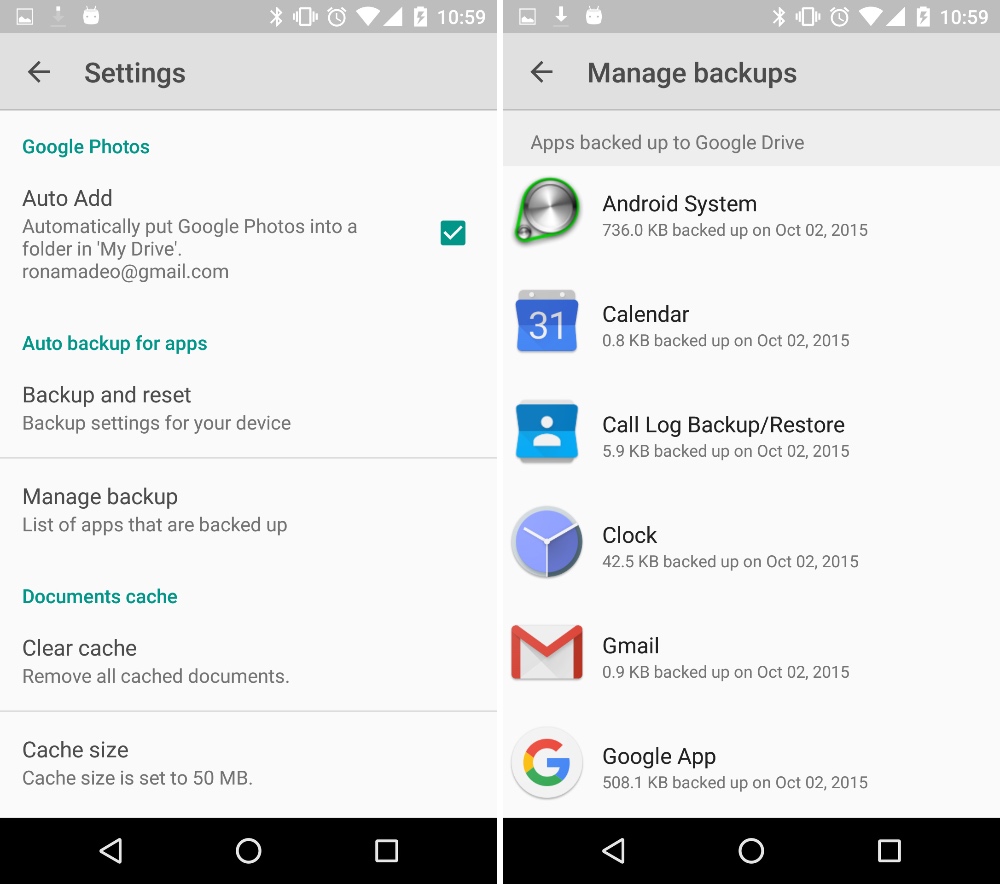 10:59
Settings
Google Photos
Auto Add
Automatically put Google Photos into a
folder in 'My Drive'.
ronamadeo@gmail.com
Auto backup for apps
Backup and reset
Backup settings for your device
Manage backup
List of apps that are backed up
Documents cache
Clear cache
Remove all cached documents.
Cache size
Cache size is set to 50 MB.
10:59
Manage backups
Apps backed up to Google Drive
Android System
736.0 KB backed up on Oct 02, 2015
31
Calendar
0.8 KB backed up on Oct 02, 2015
Call Log Backup/Restore
5.9 KB backed up on Oct 02, 2015
Clock
42.5 KB backed up on Oct 02, 2015
Gmail
0.9 KB backed up on Oct 02, 2015
G
Google App
508.1 KB backed up on Oct 02, 2015